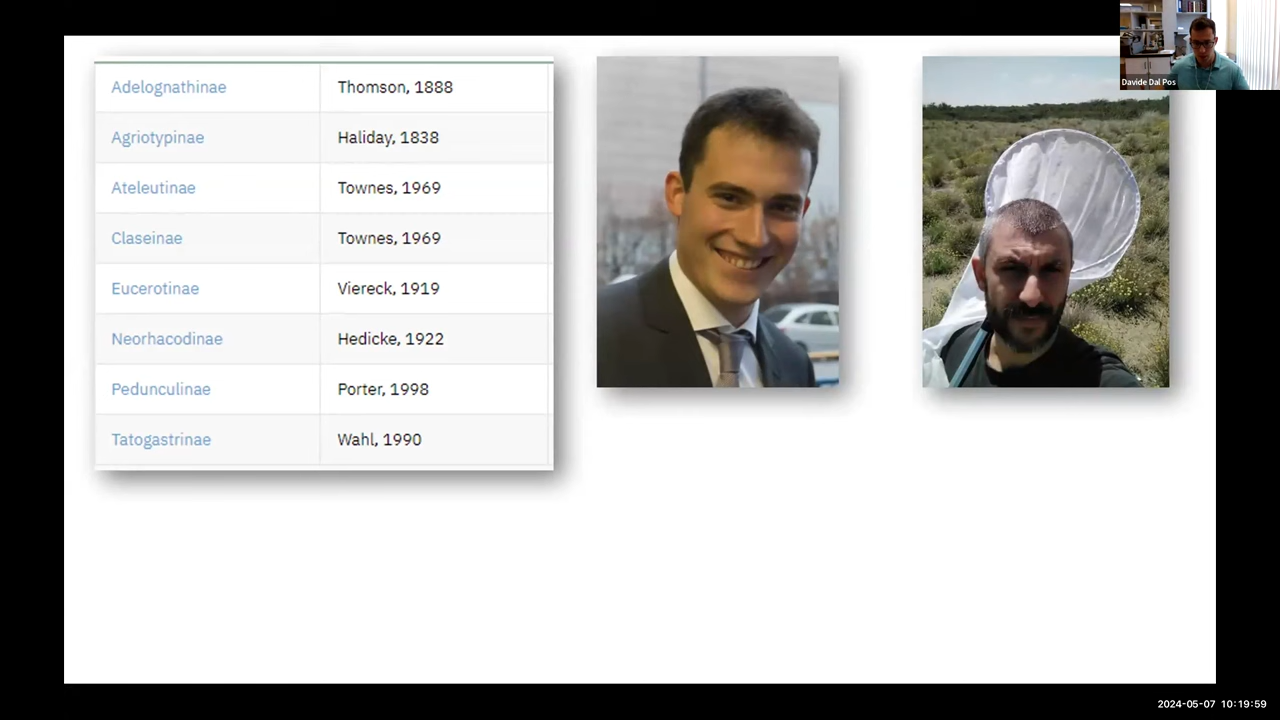 Adelognathinae Thomson, 1888
Agriotypinae Haliday, 1838
Ateleutinae Townes, 1969
Claseinae Townes, 1969
Eucerotinae Viereck, 1919
Neorhacodinae Hedicke, 1922
Pedunculinae Porter, 1998
Tatogastrinae Wahl, 1990
Davide Dal Pos
2024-05-07 10:19:59